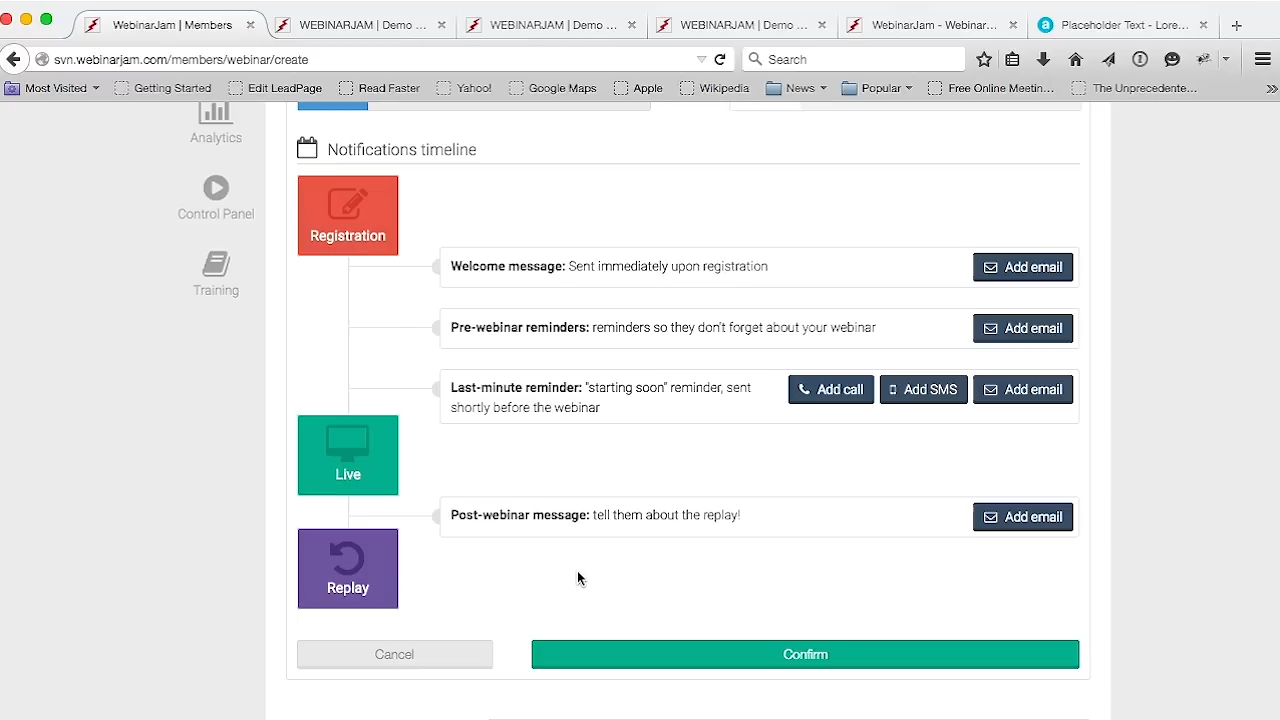 WebinarJam | Members
WEBINARJAM | Demo ...
WEBINARJAM | Demo ...
WEBINARJAM | Demo ...
WebinarJam - Webinar...
Placeholder Text - Lore...
svn.webinarjam.com/members/webinar/create
Search
Most Visited
Getting Started
Edit LeadPage
Read Faster
Yahoo!
Google Maps
Apple
Wikipedia
News
Popular
Free Online Meetin...
The Unprecedente...
Analytics
Control Panel
Training
Notifications timeline
Registration
Welcome message: Sent immediately upon registration
Add email
Pre-webinar reminders: reminders so they don't forget about your webinar
Add email
Last-minute reminder: "starting soon" reminder, sent
shortly before the webinar
Add call
Add SMS
Add email
Live
Post-webinar message: tell them about the replay!
Add email
Replay
Cancel
Confirm